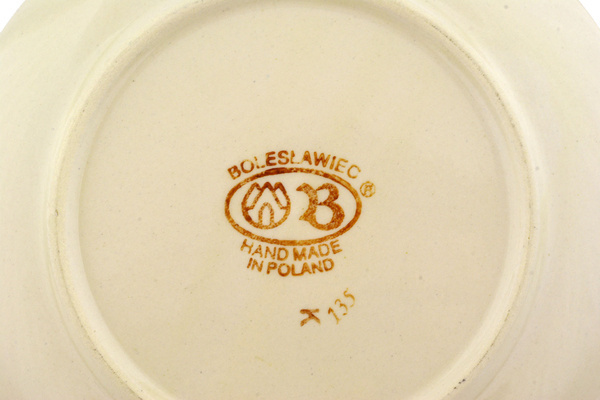 BOLESŁAWIEC
B ®
HAND MADE
IN POLAND
K 135